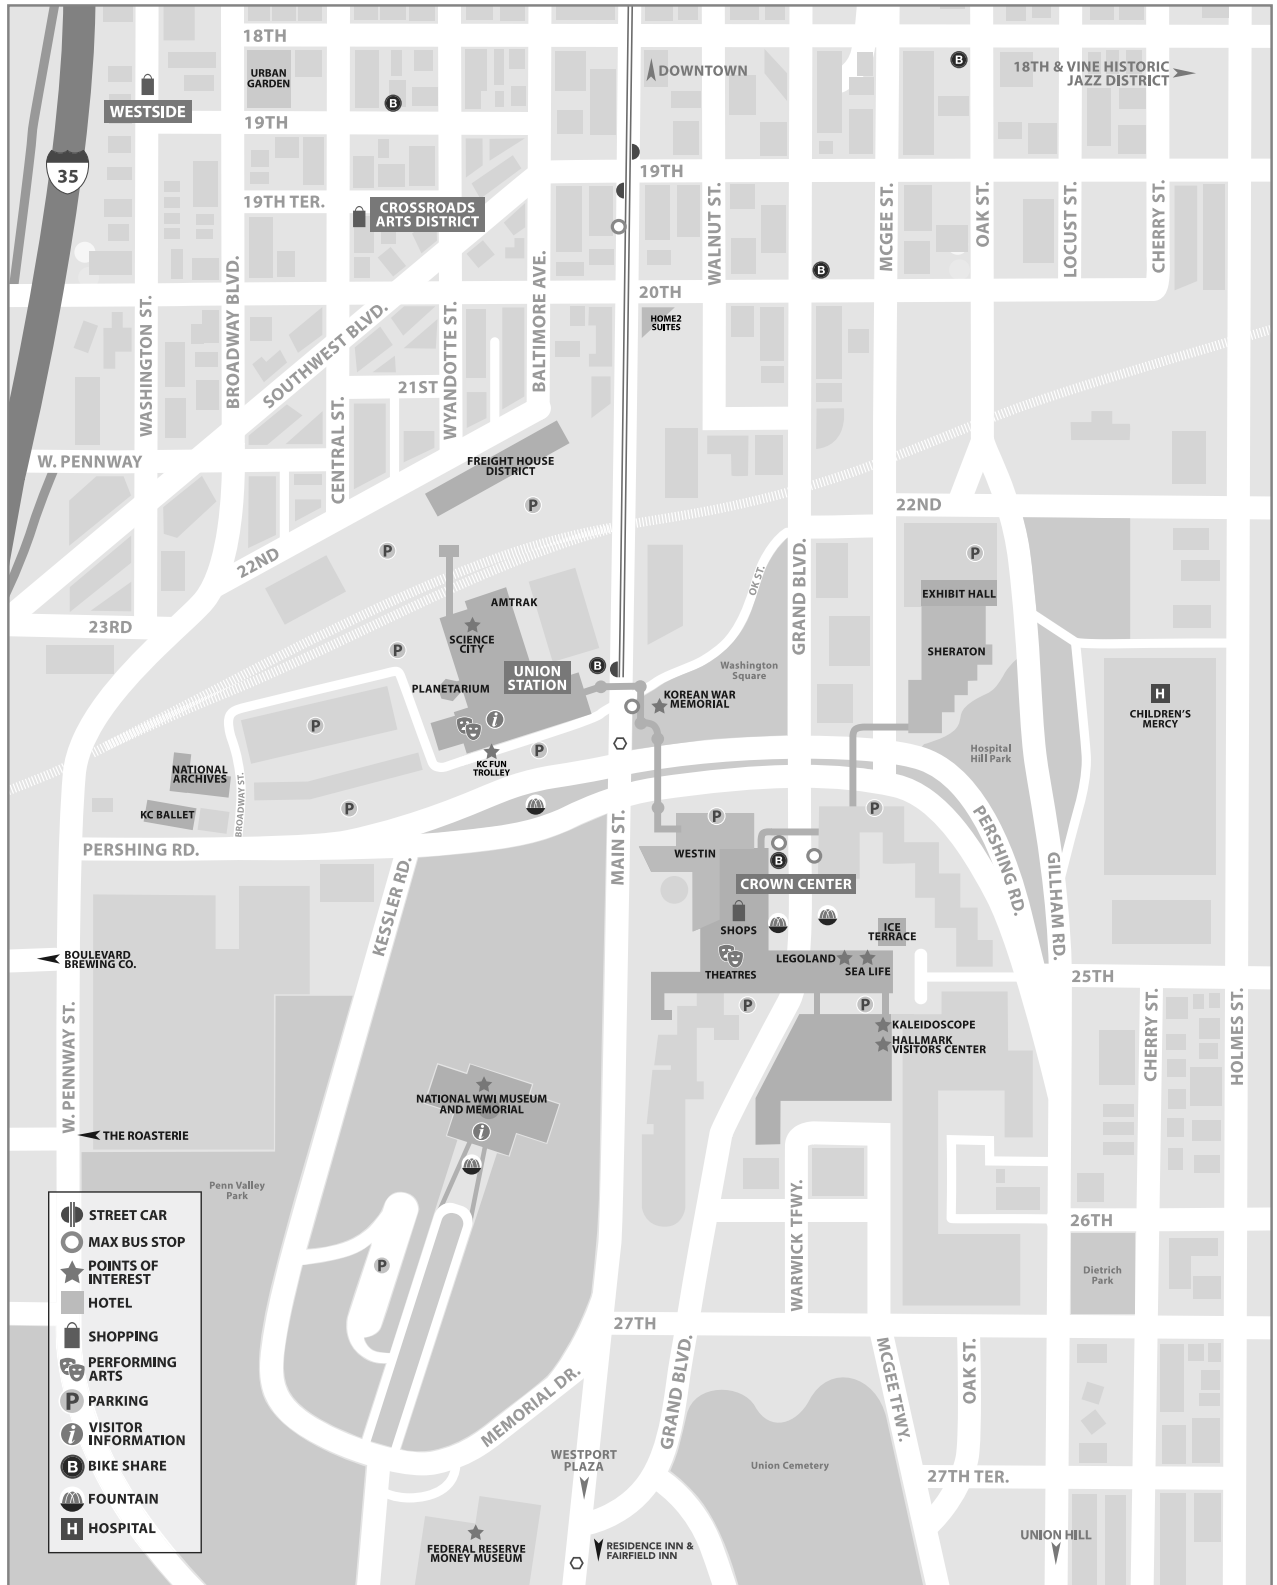 18TH
URBAN
GARDEN
DOWNTOWN
B
18TH & VINE HISTORIC
JAZZ DISTRICT
WESTSIDE
B
19TH
35
19TH
19TH TER.
CROSSROADS
ARTS DISTRICT
WALNUT ST.
MCGEE ST.
OAK ST.
LOCUST ST.
CHERRY ST.
B
20TH
WASHINGTON ST.
BROADWAY BLVD.
SOUTHWEST BLVD.
WYANDOTTE ST.
BALTIMORE AVE.
HOME2
SUITES
21ST
CENTRAL ST.
W. PENNWAY
FREIGHT HOUSE
DISTRICT
P
22ND
P
22ND
P
OK ST.
GRAND BLVD.
EXHIBIT HALL
AMTRAK
23RD
SCIENCE
CITY
P
SHERATON
UNION
STATION
B
Washington
Square
PLANETARIUM
KOREAN WAR
MEMORIAL
H
CHILDREN'S
MERCY
P
i
P
KC FUN
TROLLEY
Hospital
Hill Park
NATIONAL
ARCHIVES
BROADWAY ST.
KC BALLET
P
P
P
PERSHING RD.
MAIN ST.
WESTIN
B
PERSHING RD.
GILLHAM RD.
CROWN CENTER
KESSLER RD.
SHOPS
ICE
TERRACE
BOULEVARD
BREWING CO.
THEATRES
LEGOLAND
SEA LIFE
25TH
P
P
W. PENNWAY ST.
KALEIDOSCOPE
HALLMARK
VISITORS CENTER
CHERRY ST.
HOLMES ST.
NATIONAL WWI MUSEUM
AND MEMORIAL
i
THE ROASTERIE
Penn Valley
Park
WARWICK TFWY.
26TH
P
Dietrich
Park
27TH
GRAND BLVD.
MCGEE TFWY.
OAK ST.
MEMORIAL DR.
WESTPORT
PLAZA
Union Cemetery
27TH TER.
UNION HILL
FEDERAL RESERVE
MONEY MUSEUM
RESIDENCE INN &
FAIRFIELD INN
STREET CAR
MAX BUS STOP
POINTS OF
INTEREST
HOTEL
SHOPPING
PERFORMING
ARTS
P PARKING
i VISITOR
INFORMATION
B BIKE SHARE
FOUNTAIN
H HOSPITAL